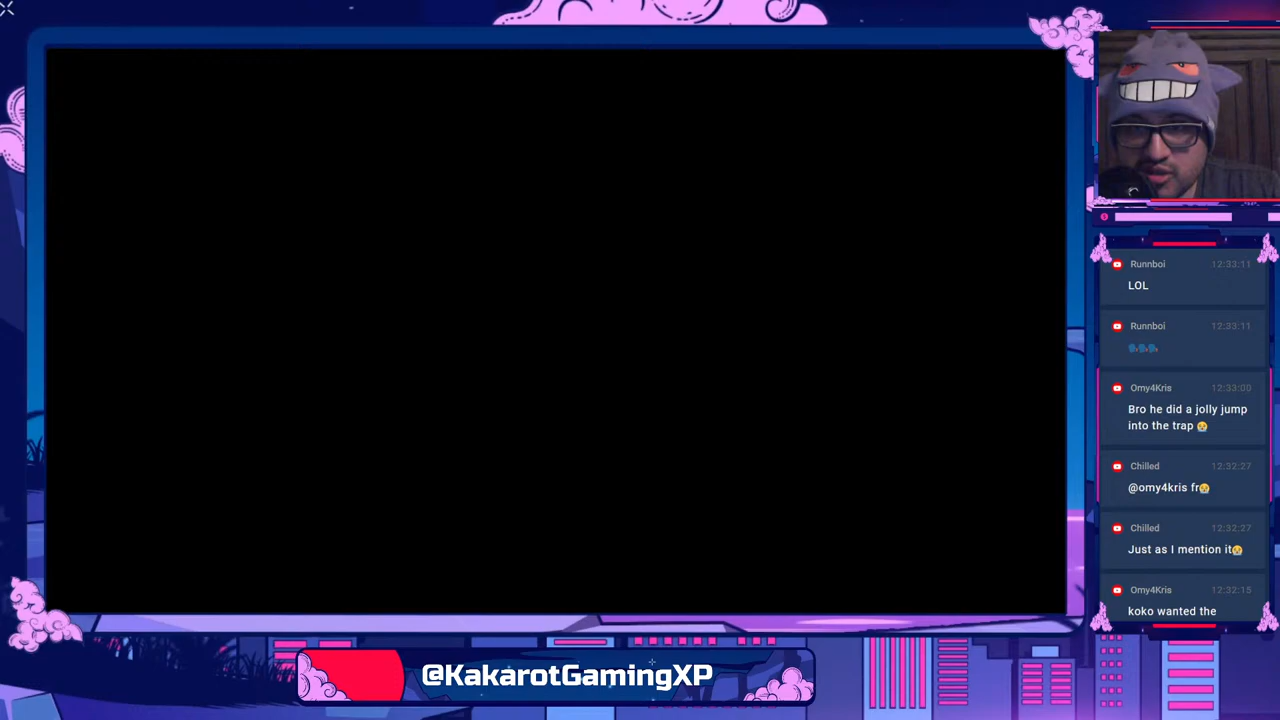 Runnboi 12:33:11
LOL
Runnboi 12:33:11
Omy4Kris 12:33:00
Bro he did a jolly jump
into the trap
Chilled 12:32:27
@omy4kris fr
Chilled 12:32:27
Just as I mention it
Omy4Kris 12:32:15
koko wanted the
@KakarotGamingXP